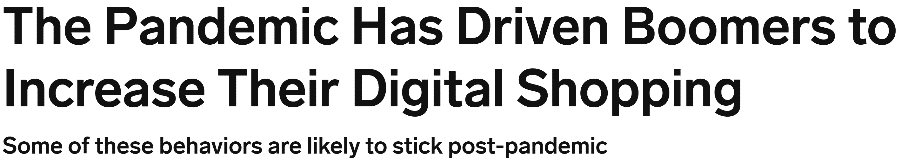 The Pandemic Has Driven Boomers to
Increase Their Digital Shopping
Some of these behaviors are likely to stick post-pandemic